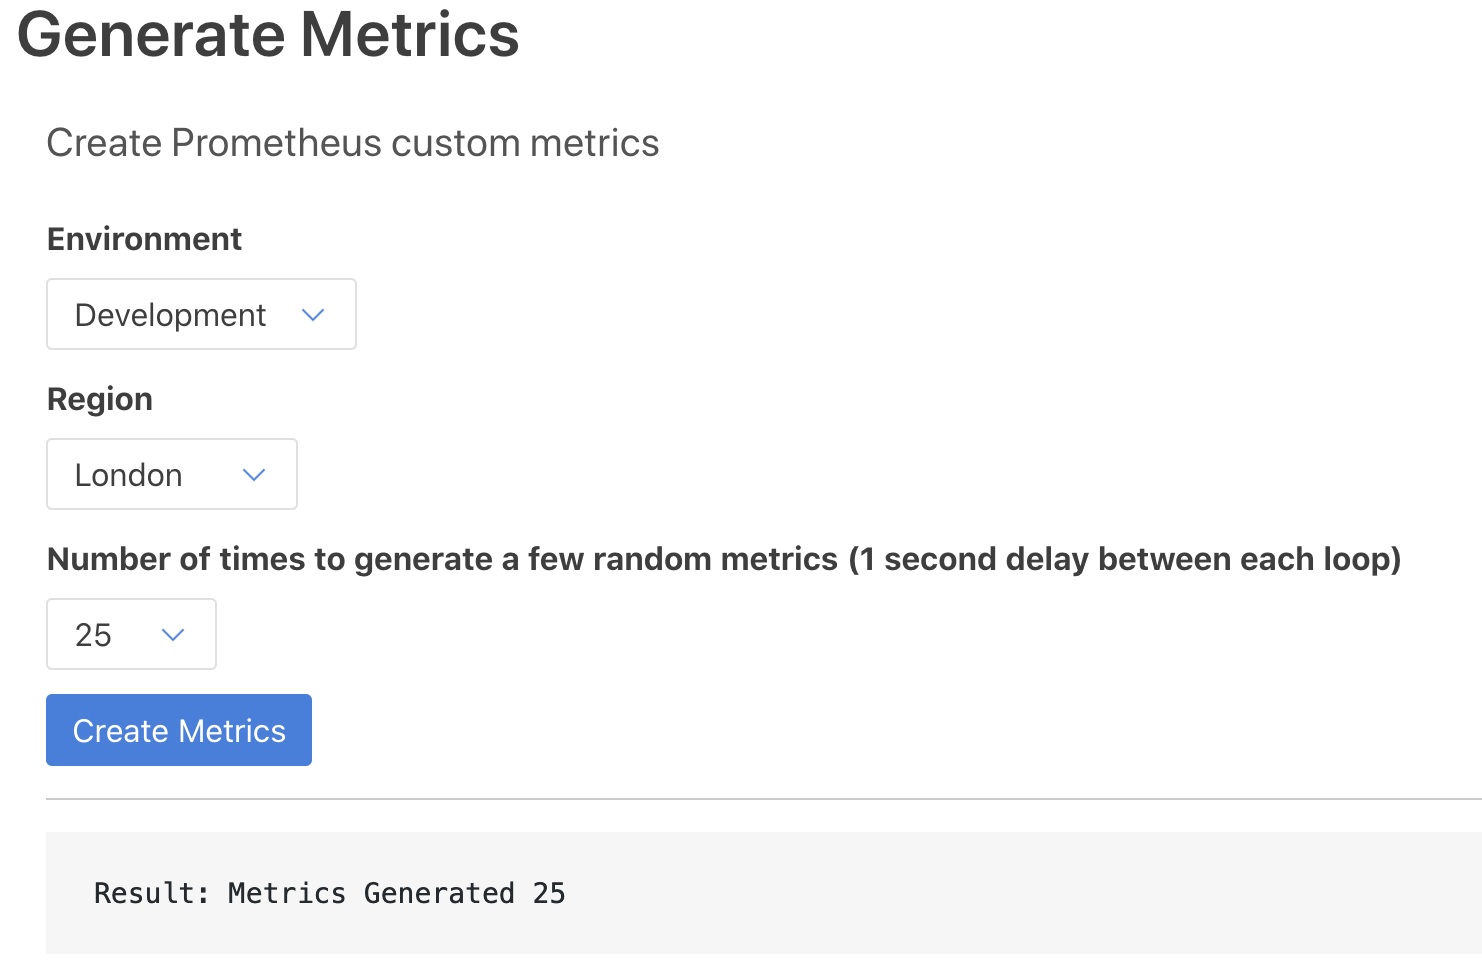 Generate Metrics
Create Prometheus custom metrics
Environment
Development
Region
London
Number of times to generate a few random metrics (1 second delay between each loop)
25
Create Metrics
Result: Metrics Generated 25